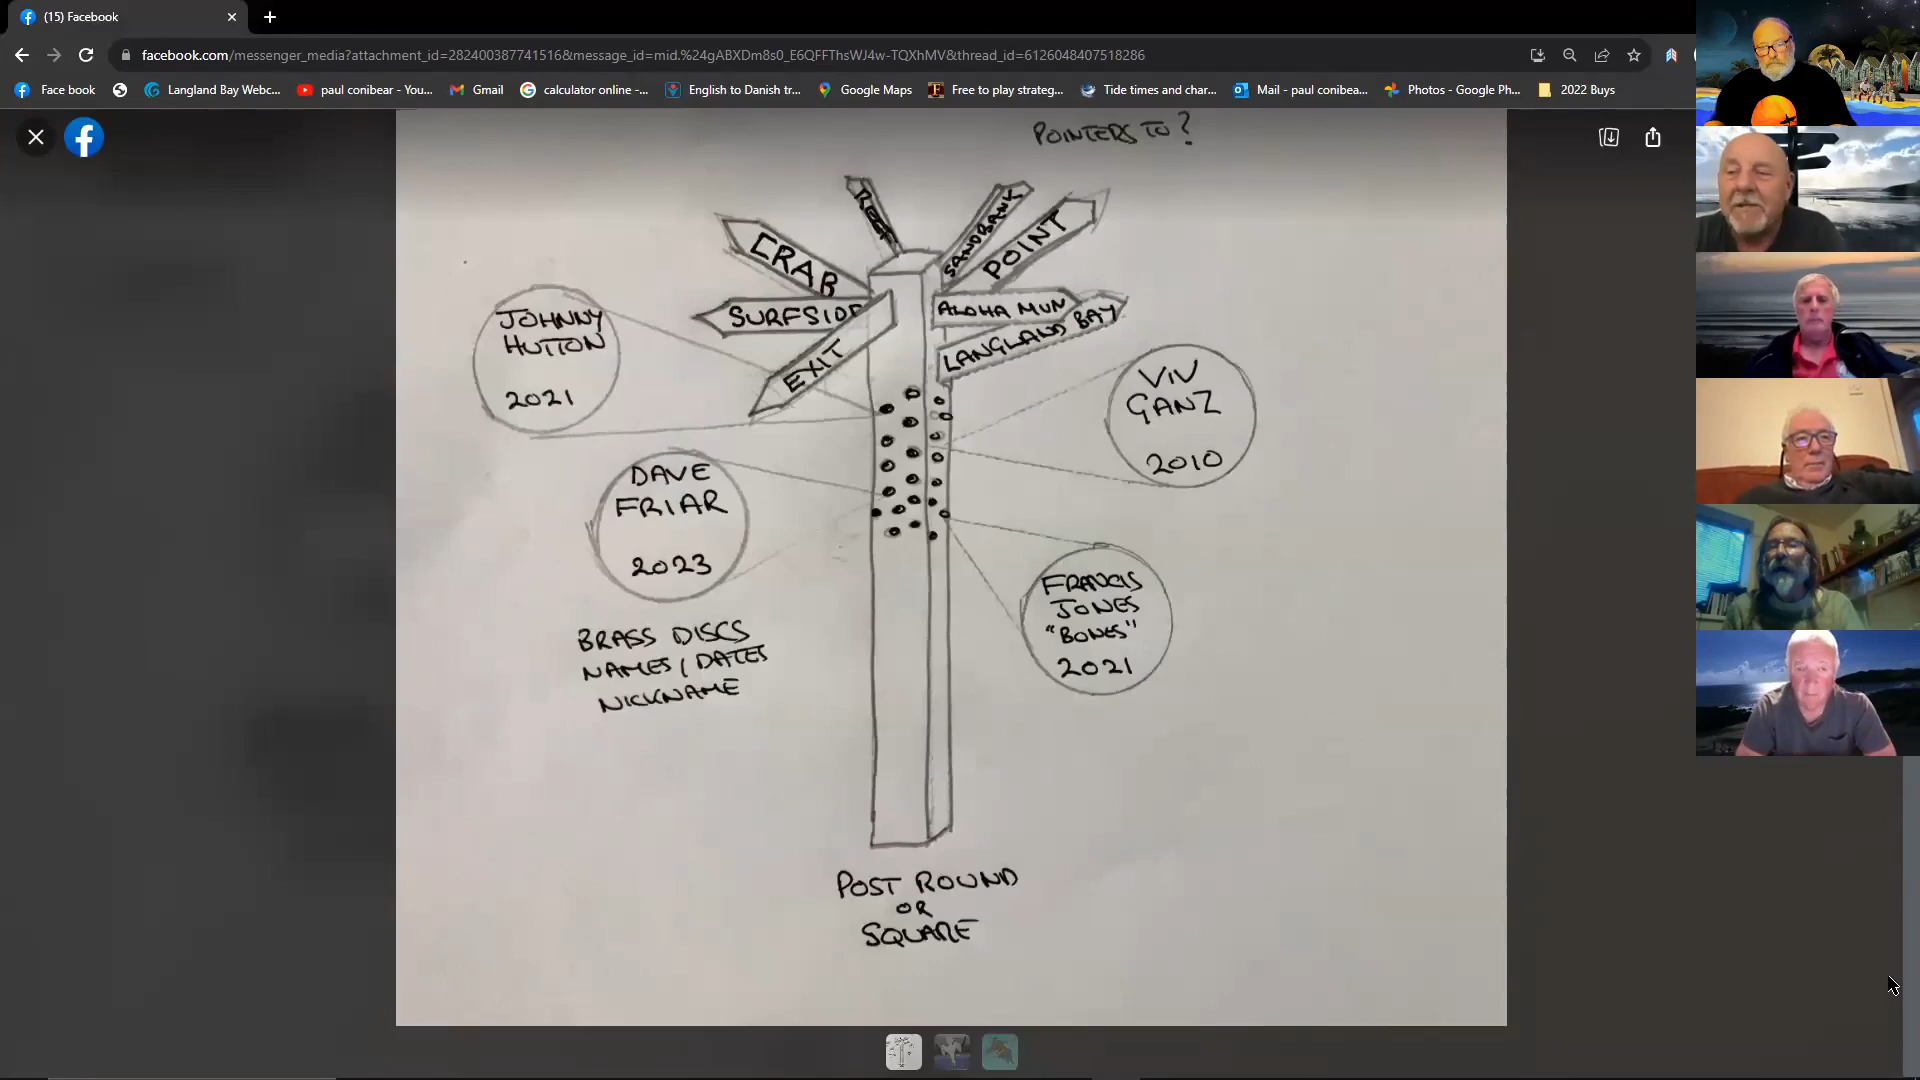 (15) Facebook
facebook.com/messenger_media?attachment_id=282400387741516&message_id=mid.%24gABXDm8s0_E6QFFThsWJ4w-TQXhMV&thread_id=6126048407518286
Face book
Langland Bay Webc...
paul conibear - You...
Gmail
calculator online -...
English to Danish tr...
Google Maps
Free to play strateg...
Tide times and char...
Mail - paul conibea...
Photos - Google Ph...
2022 Buys
POINTERS TO?
REEF
SANDBANK
CRAB
POINT
SURFSIDE
ALOHA MUN
EXIT
LANGLAND BAY
JOHNNY
HUTTON
2021
VIV
GANZ
2010
DAVE
FRIAR
2023
FRANCIS
JONES
"BONES"
2021
BRASS DISCS
NAMES / DATES
NICKNAME
POST ROUND
OR
SQUARE